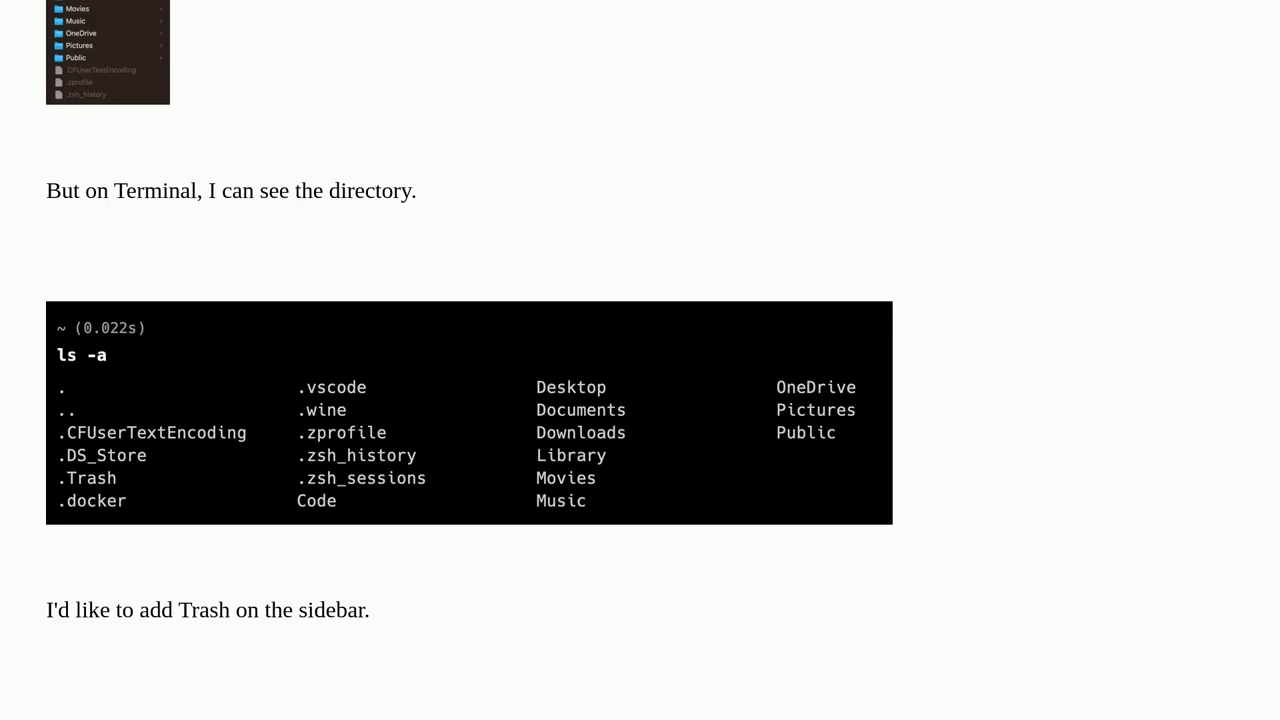 Movies
Music
OneDrive
Pictures
Public
.CFUserTextEncoding
.zprofile
.zsh_history
But on Terminal, I can see the directory.
~ (0.022s)
ls -a
. .vscode Desktop OneDrive
.. .wine Documents Pictures
.CFUserTextEncoding .zprofile Downloads Public
.DS_Store .zsh_history Library
.Trash .zsh_sessions Movies
.docker Code Music
I'd like to add Trash on the sidebar.